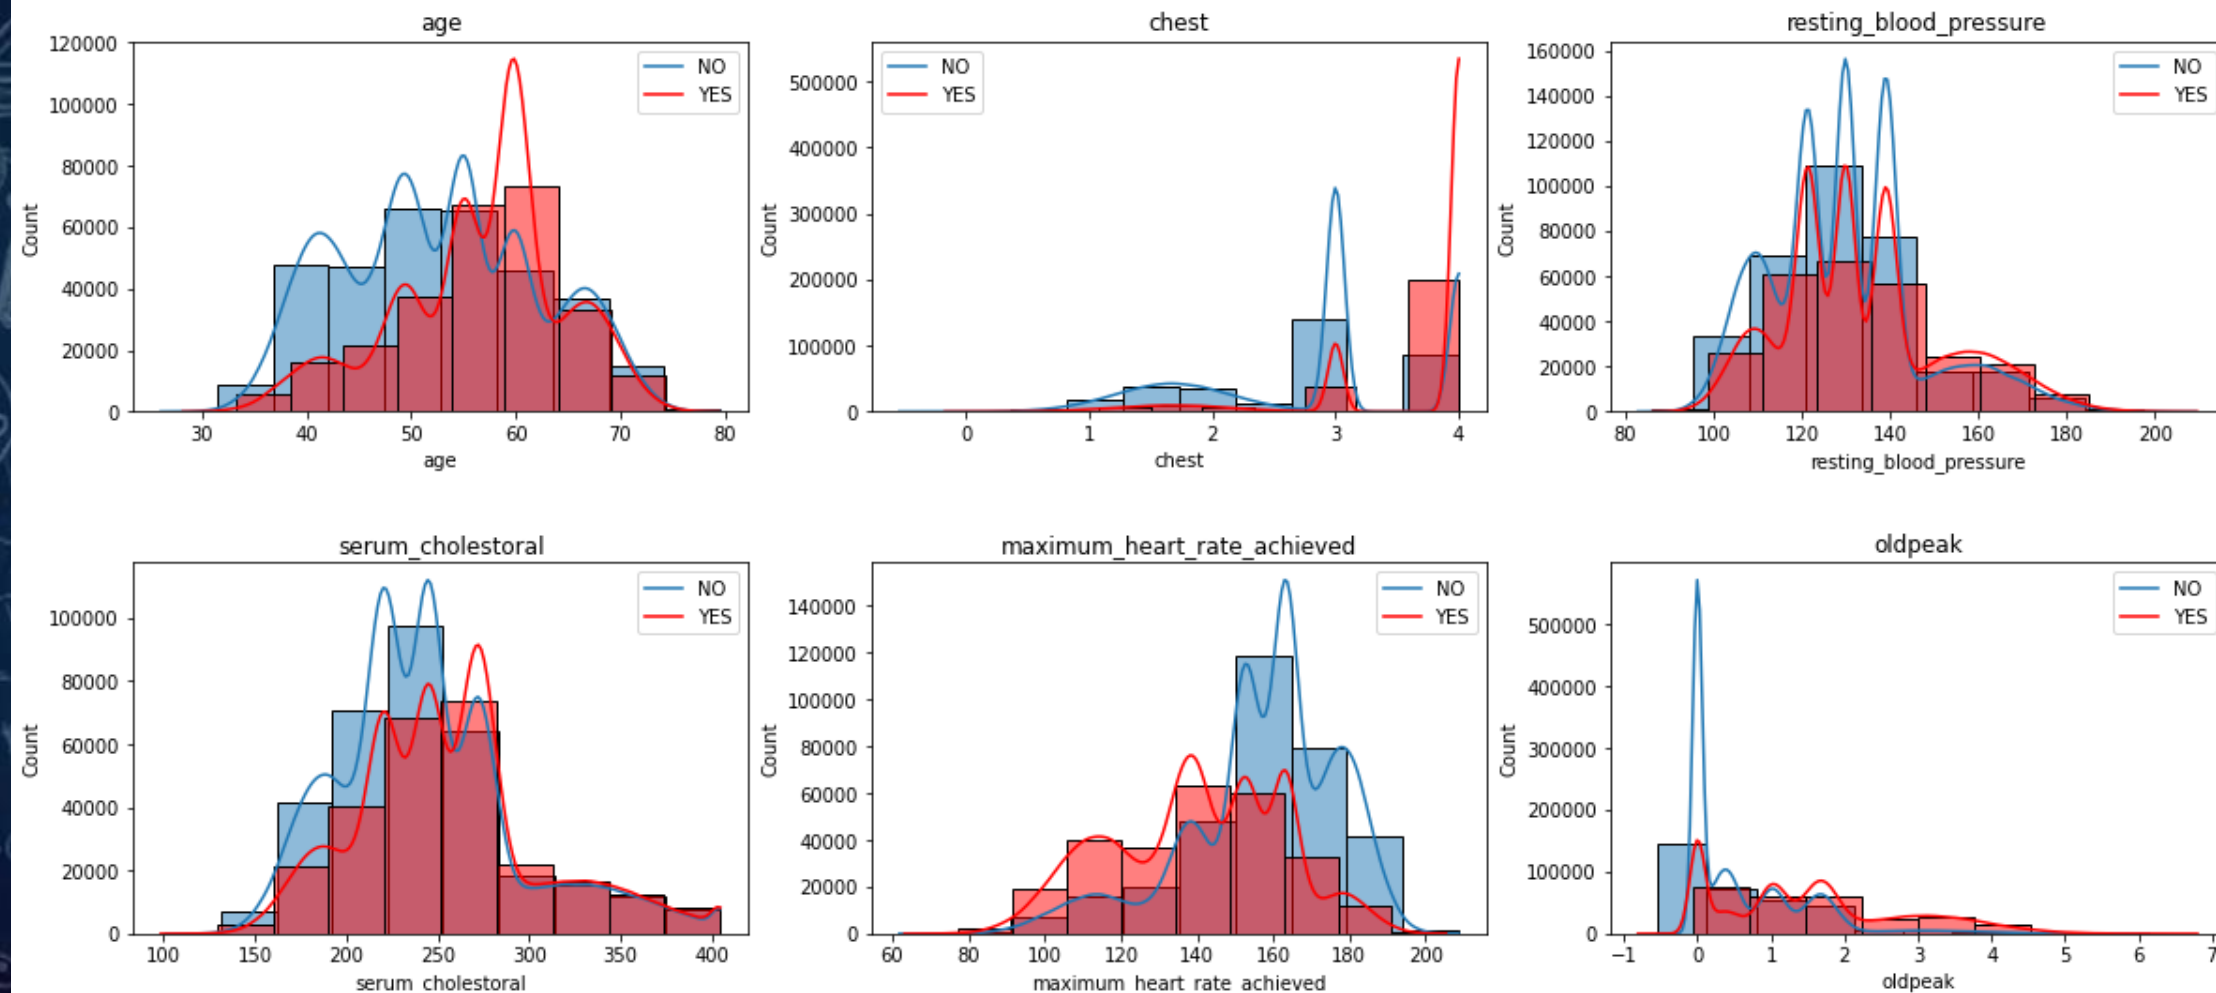 age
120000
100000
80000
60000
40000
20000
0
Count
NO
YES
30 40 50 60 70 80
age
chest
500000
400000
300000
200000
100000
0
Count
NO
YES
0 1 2 3 4
chest
resting_blood_pressure
160000
140000
120000
100000
80000
60000
40000
20000
0
Count
NO
YES
80 100 120 140 160 180 200
resting_blood_pressure
serum_cholestoral
100000
80000
60000
40000
20000
0
Count
NO
YES
100 150 200 250 300 350 400
serum_cholestoral
maximum_heart_rate_achieved
140000
120000
100000
80000
60000
40000
20000
0
Count
NO
YES
60 80 100 120 140 160 180 200
maximum_heart_rate_achieved
oldpeak
500000
400000
300000
200000
100000
0
Count
NO
YES
−1 0 1 2 3 4 5 6 7
oldpeak